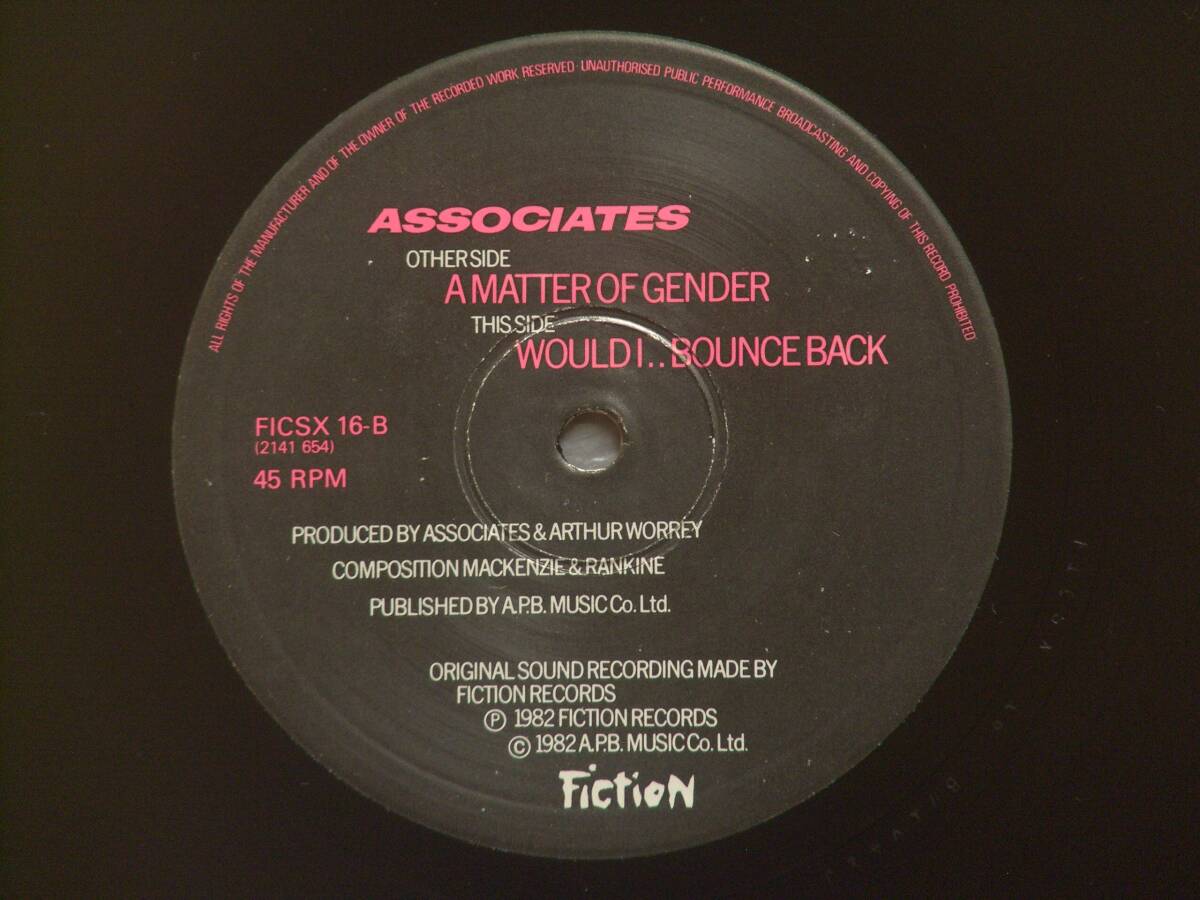 ALL RIGHTS OF THE MANUFACTURER AND OF THE OWNER OF THE RECORDED WORK RESERVED · UNAUTHORISED PUBLIC PERFORMANCE BROADCASTING AND COPYING OF THIS RECORD PROHIBITED
ASSOCIATES
OTHER SIDE
A MATTER OF GENDER
THIS SIDE
WOULD I . . BOUNCE BACK
FICSX 16-B
(2141 654)
45 RPM
PRODUCED BY ASSOCIATES & ARTHUR WORREY
COMPOSITION MACKENZIE & RANKINE
PUBLISHED BY A.P.B. MUSIC Co. Ltd.
ORIGINAL SOUND RECORDING MADE BY
FICTION RECORDS
℗ 1982 FICTION RECORDS
© 1982 A.P.B. MUSIC Co. Ltd.
FictioN